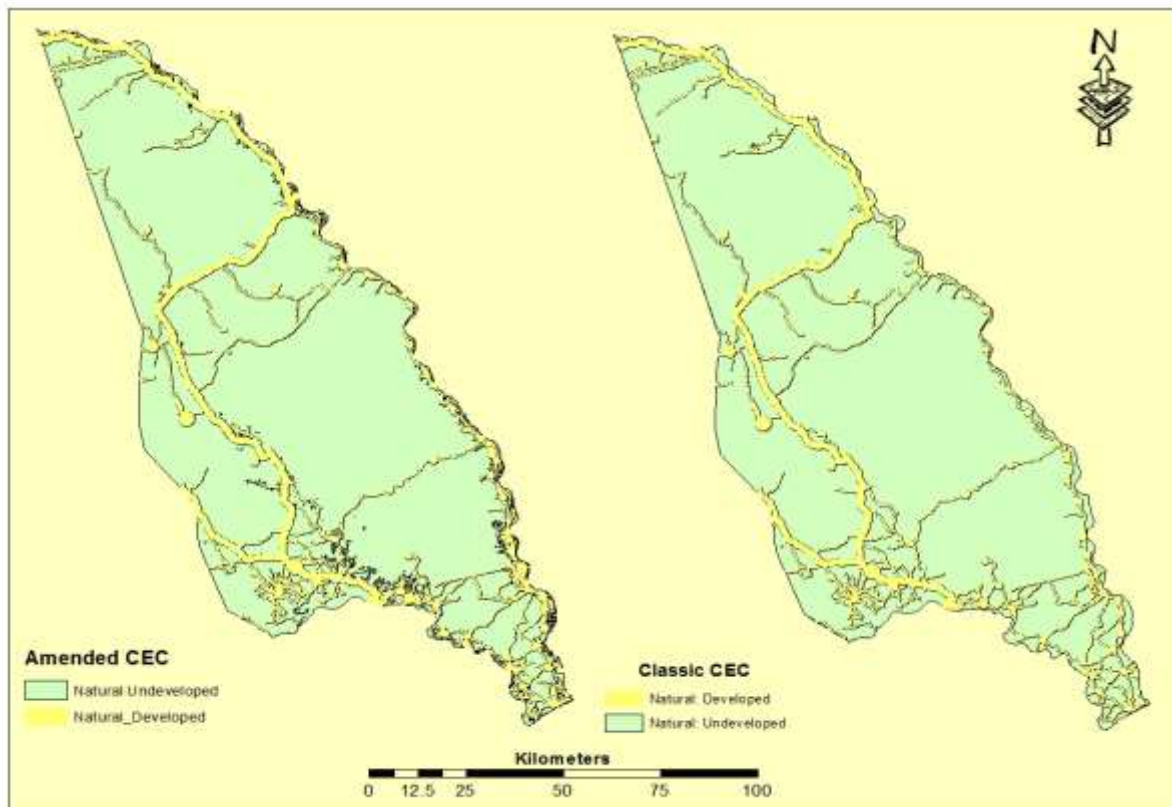 N
Amended CEC
Natural Undeveloped
Natural_Developed
Classic CEC
Natural: Developed
Natural: Undeveloped
Kilometers
0 12.5 25 50 75 100